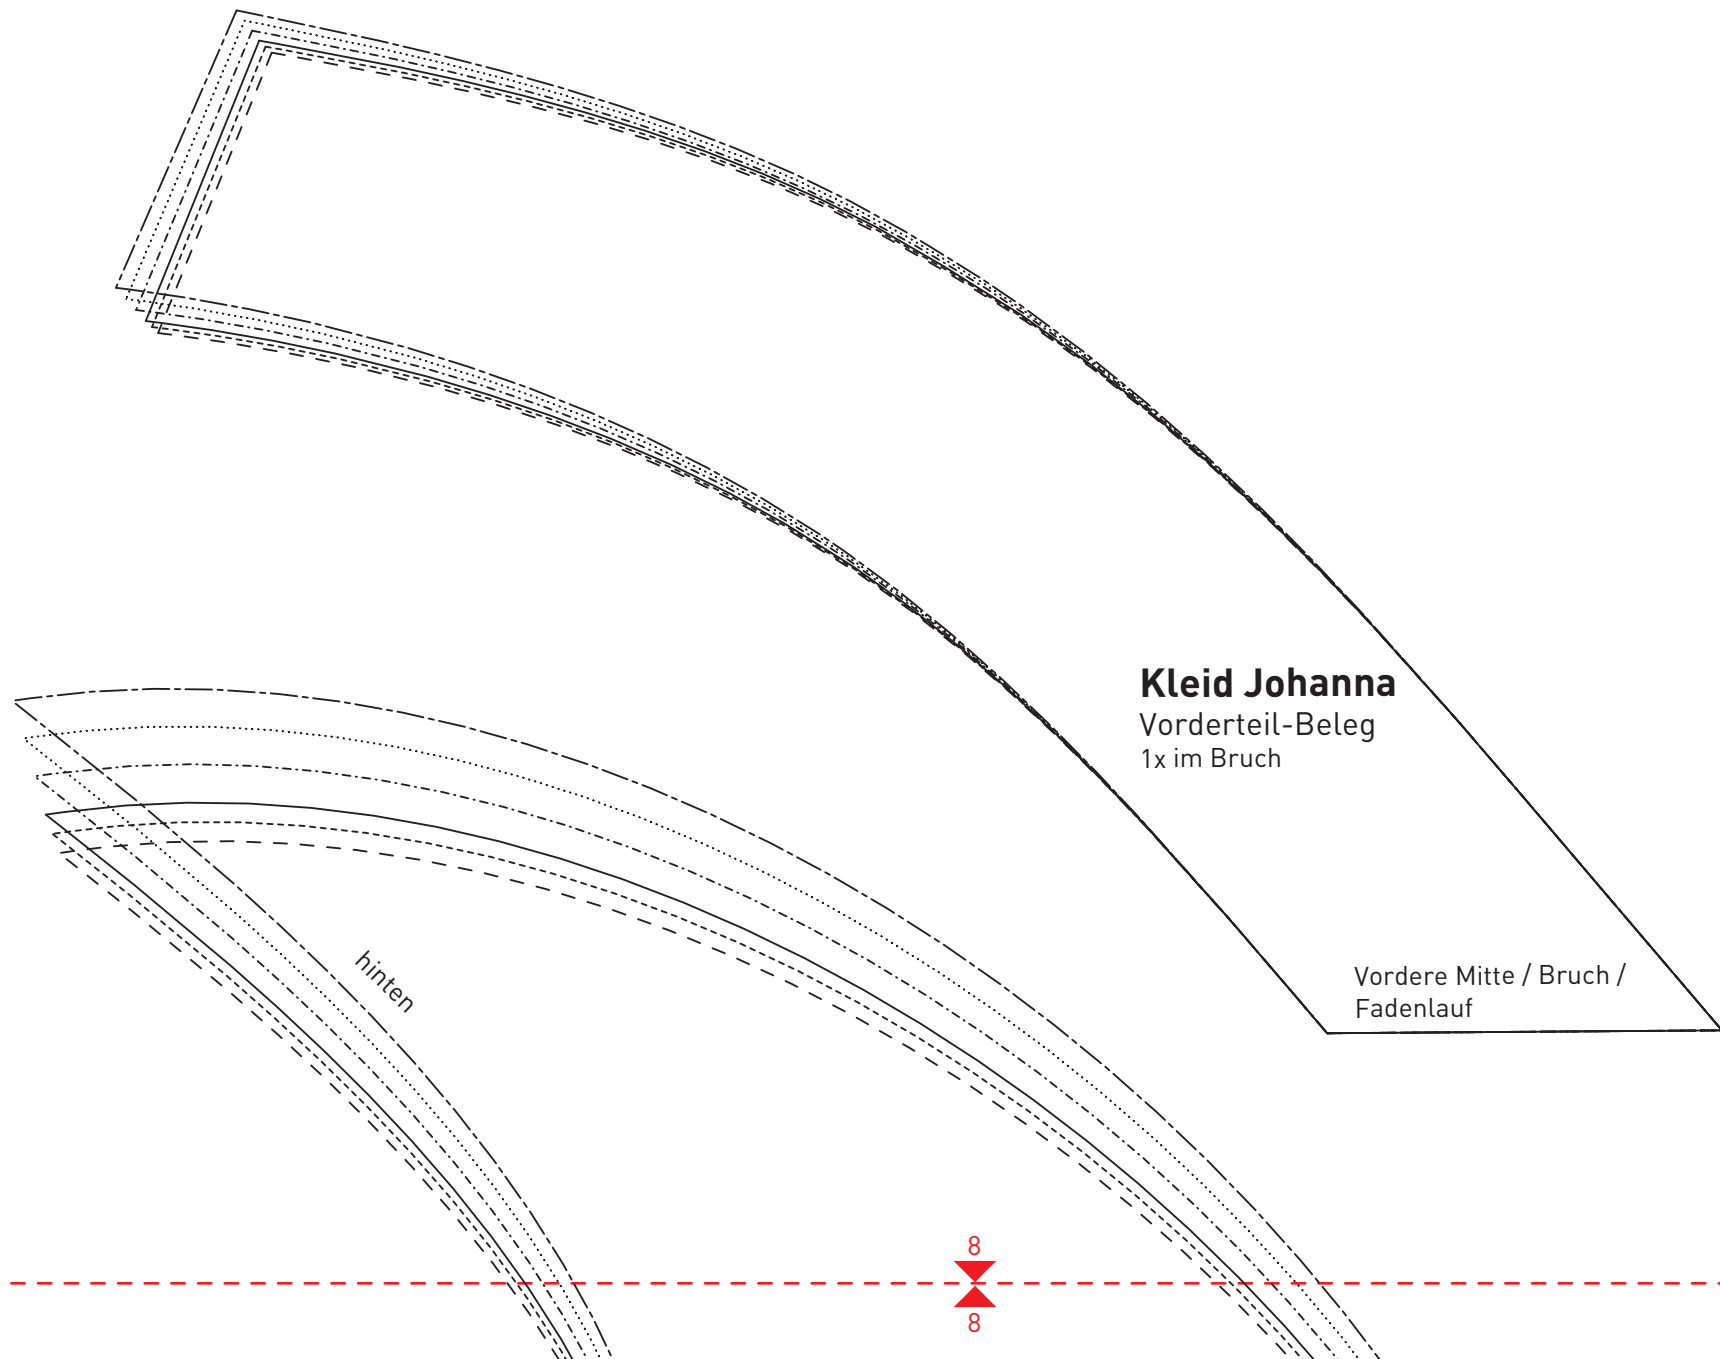 Kleid Johanna
Vorderteil-Beleg
1x im Bruch
hinten
Vordere Mitte / Bruch /
Fadenlauf
8
8